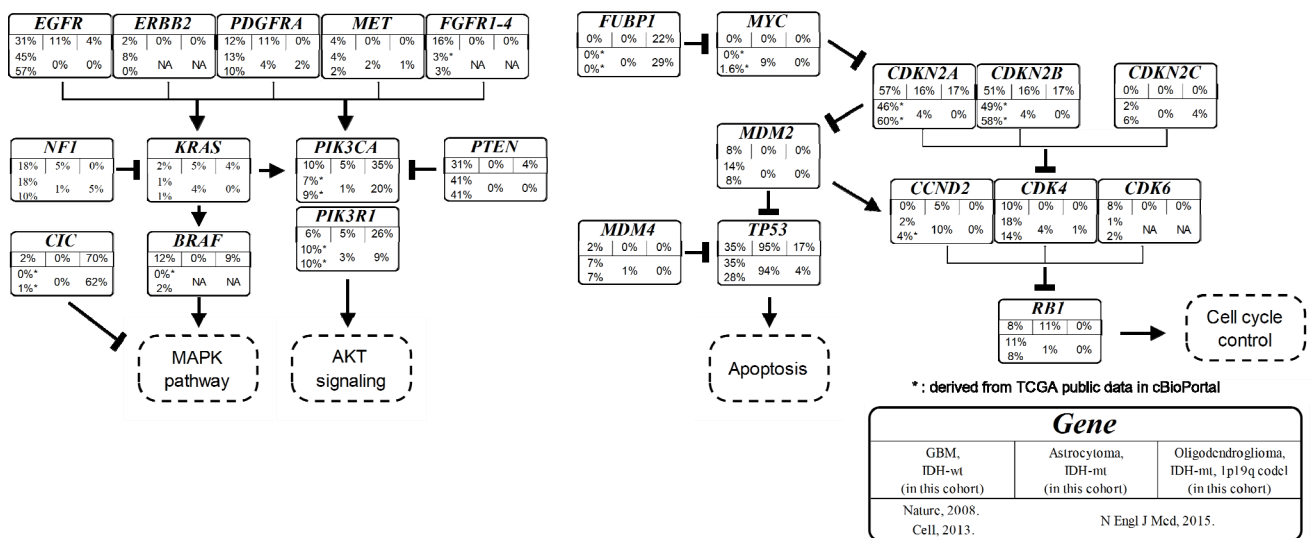 EGFR ERBB2 PDGFRA MET FGFR1-4
31% 11% 4% 2% 0% 0% 12% 11% 0% 4% 0% 0% 16% 0% 0%
45% 8% 13% 4% 3%*
0% 0% NA NA 4% 2% 2% 1% NA NA
57% 0% 10% 2% 3%
NF1 KRAS PIK3CA PTEN
18% 5% 0% 2% 5% 4% 10% 5% 35% 31% 0% 4%
18% 1% 7%* 41%
1% 5% 4% 0% 1% 20% 0% 0%
10% 1% 9%* 41%
PIK3R1
6% 5% 26%
10%*
3% 9%
10%*
CIC BRAF
2% 0% 70% 12% 0% 9%
0%* 0%*
0% 62% NA NA
1%* 2%
MAPK
pathway
AKT
signaling
FUBP1 MYC
0% 0% 22% 0% 0% 0%
0%* 0%*
0% 29% 9% 0%
0%* 1.6%*
CDKN2A CDKN2B CDKN2C
57% 16% 17% 51% 16% 17% 0% 0% 0%
46%* 49%* 2%
4% 0% 4% 0% 0% 4%
60%* 58%* 6%
MDM2
8% 0% 0%
14%
0% 0%
8%
CCND2 CDK4 CDK6
0% 5% 0% 10% 0% 0% 8% 0% 0%
2% 18% 1%
10% 0% 4% 1% NA NA
4%* 14% 2%
MDM4 TP53
2% 0% 0% 35% 95% 17%
7% 35%
1% 0% 94% 4%
7% 28%
RB1
8% 11% 0%
11%
1% 0%
8%
Cell cycle
control
Apoptosis
* : derived from TCGA public data in cBioPortal
Gene
GBM,
IDH-wt
(in this cohort)
Astrocytoma,
IDH-mt
(in this cohort)
Oligodendroglioma,
IDH-mt, 1p19q codel
(in this cohort)
Nature, 2008.
Cell, 2013.
N Engl J Med, 2015.